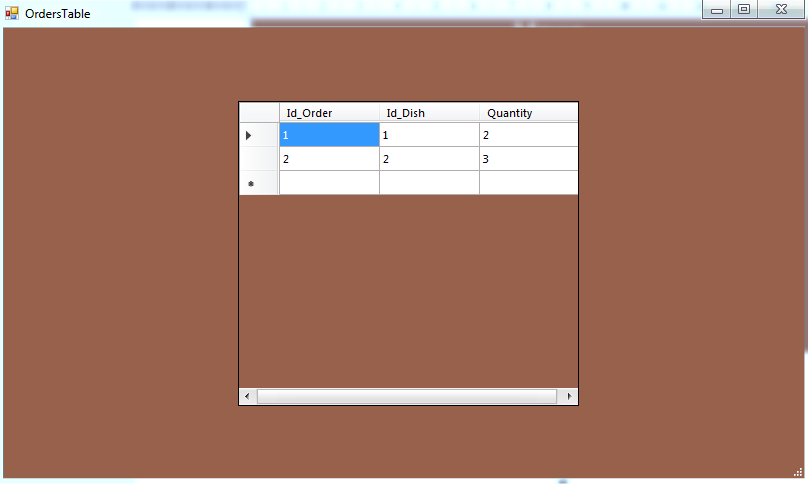 OrdersTable
Id_Order Id_Dish Quantity
1 1 2
2 2 3